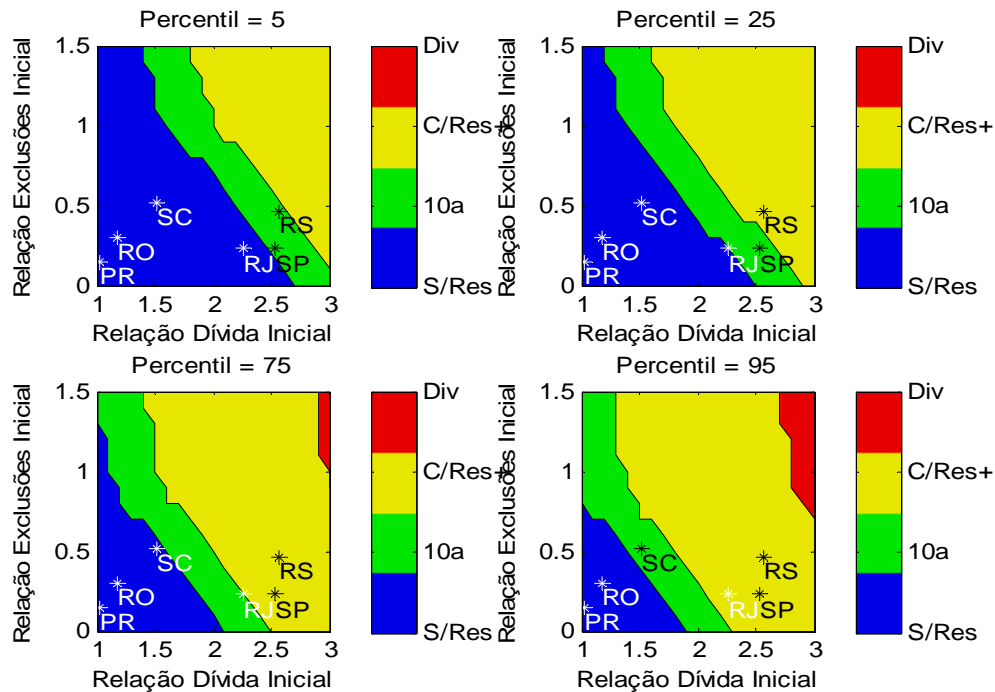 Percentil = 5
Relação Exclusões Inicial
1.5
1
0.5
0
SC
RO
PR
RS
RJ
SP
1
1.5
2
2.5
3
Relação Dívida Inicial
Div
C/Res+
10a
S/Res
Percentil = 25
Relação Exclusões Inicial
1.5
1
0.5
0
SC
RO
PR
RS
RJ
SP
1
1.5
2
2.5
3
Relação Dívida Inicial
Div
C/Res+
10a
S/Res
Percentil = 75
Relação Exclusões Inicial
1.5
1
0.5
0
SC
RO
PR
RS
RJ
SP
1
1.5
2
2.5
3
Relação Dívida Inicial
Div
C/Res+
10a
S/Res
Percentil = 95
Relação Exclusões Inicial
1.5
1
0.5
0
SC
RO
PR
RS
RJ
SP
1
1.5
2
2.5
3
Relação Dívida Inicial
Div
C/Res+
10a
S/Res